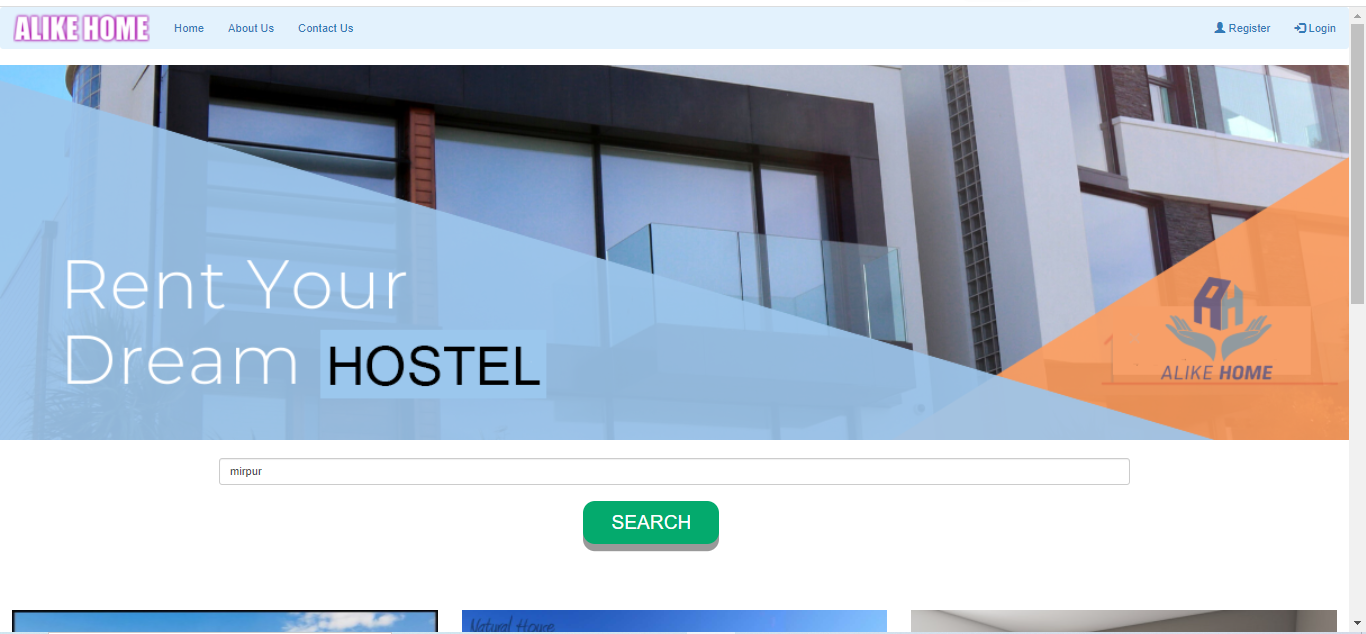 ALIKE HOME
Home
About Us
Contact Us
Register
Login
Rent Your
Dream HOSTEL
AH
ALIKE HOME
mirpur
SEARCH
Natural House